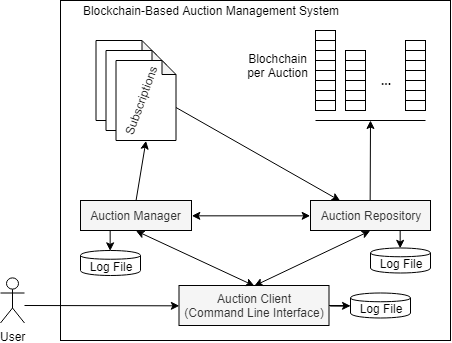 Blockchain-Based Auction Management System
Subscriptions
Blochchain
per Auction
...
Auction Manager
Auction Repository
Log File
Log File
Auction Client
(Command Line Interface)
Log File
User